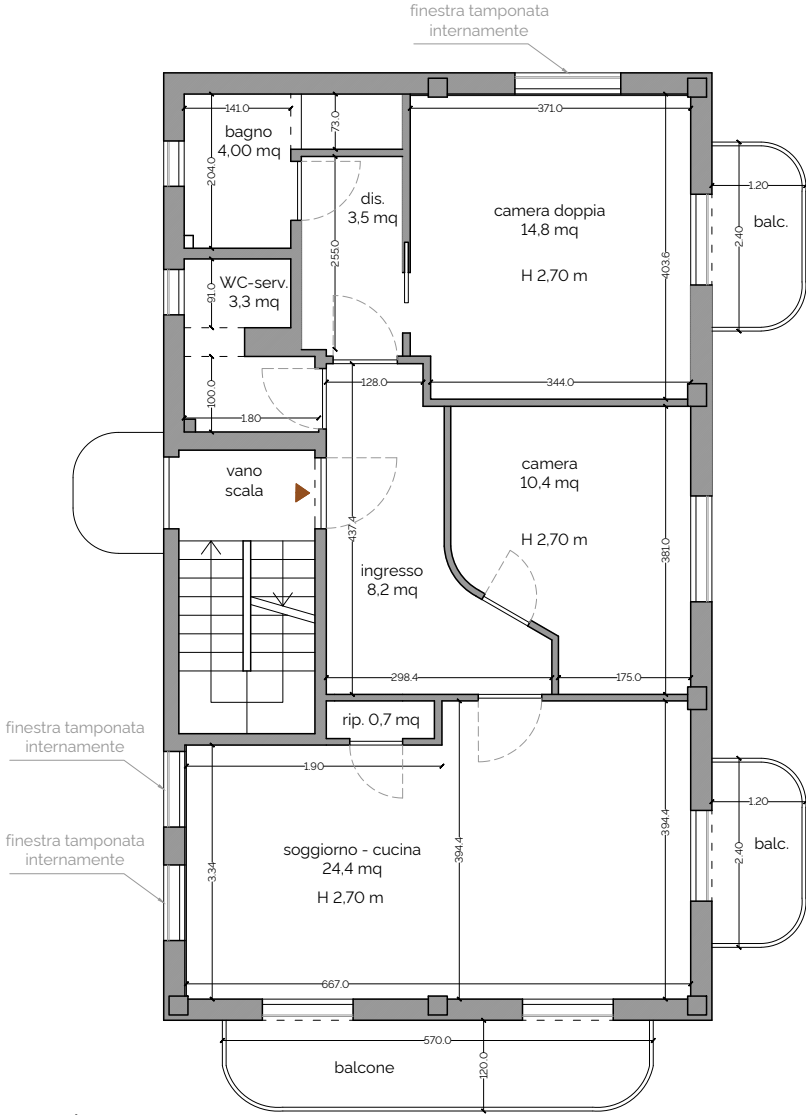 finestra tamponata
internamente
141.0
73.0
371.0
bagno
4,00 mq
204.0
dis.
3,5 mq
255.0
camera doppia
14,8 mq
H 2,70 m
403.6
1.20
2.40
balc.
WC-serv.
3,3 mq
91.0
100.0
1.80
128.0
344.0
vano
scala
camera
10,4 mq
H 2,70 m
381.0
437.4
ingresso
8,2 mq
298.4
175.0
rip. 0,7 mq
finestra tamponata
internamente
1.90
finestra tamponata
internamente
3.34
soggiorno - cucina
24,4 mq
H 2,70 m
394.4
394.4
1.20
2.40
balc.
667.0
570.0
balcone
120.0